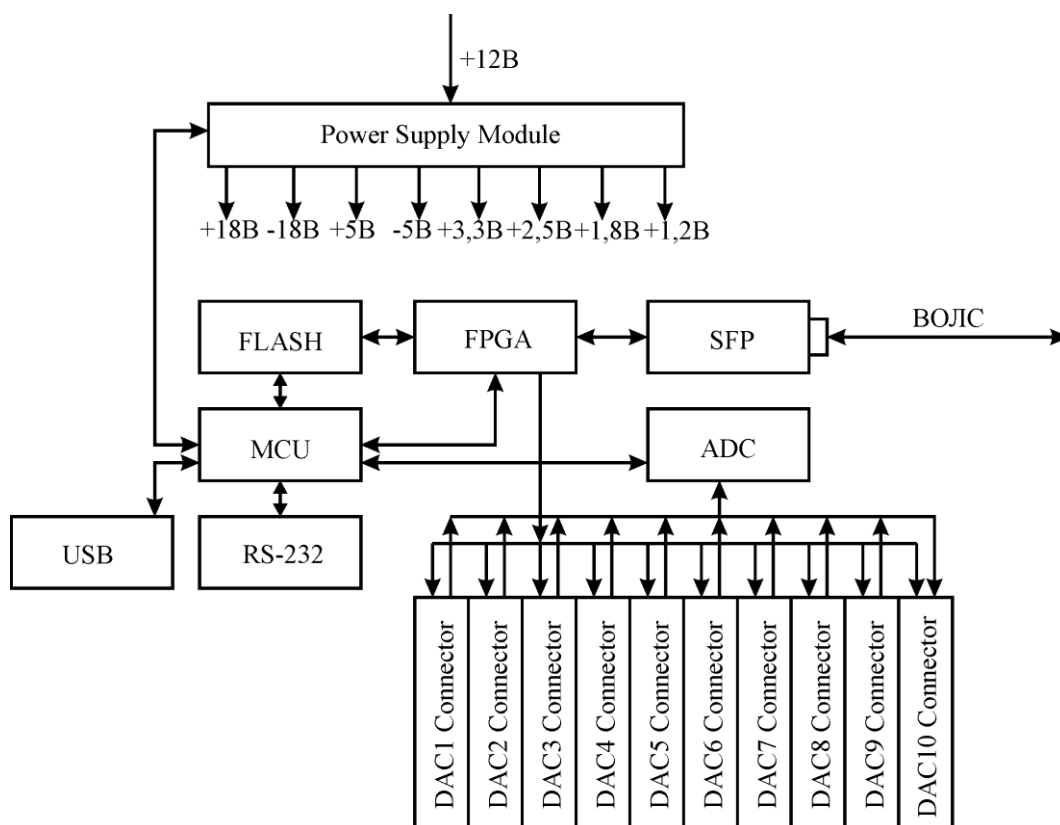 +12В
Power Supply Module
+18В -18В +5В -5В +3,3В +2,5В +1,8В +1,2В
FLASH
FPGA
SFP
ВОЛС
MCU
ADC
USB
RS-232
DAC1 Connector
DAC2 Connector
DAC3 Connector
DAC4 Connector
DAC5 Connector
DAC6 Connector
DAC7 Connector
DAC8 Connector
DAC9 Connector
DAC10 Connector